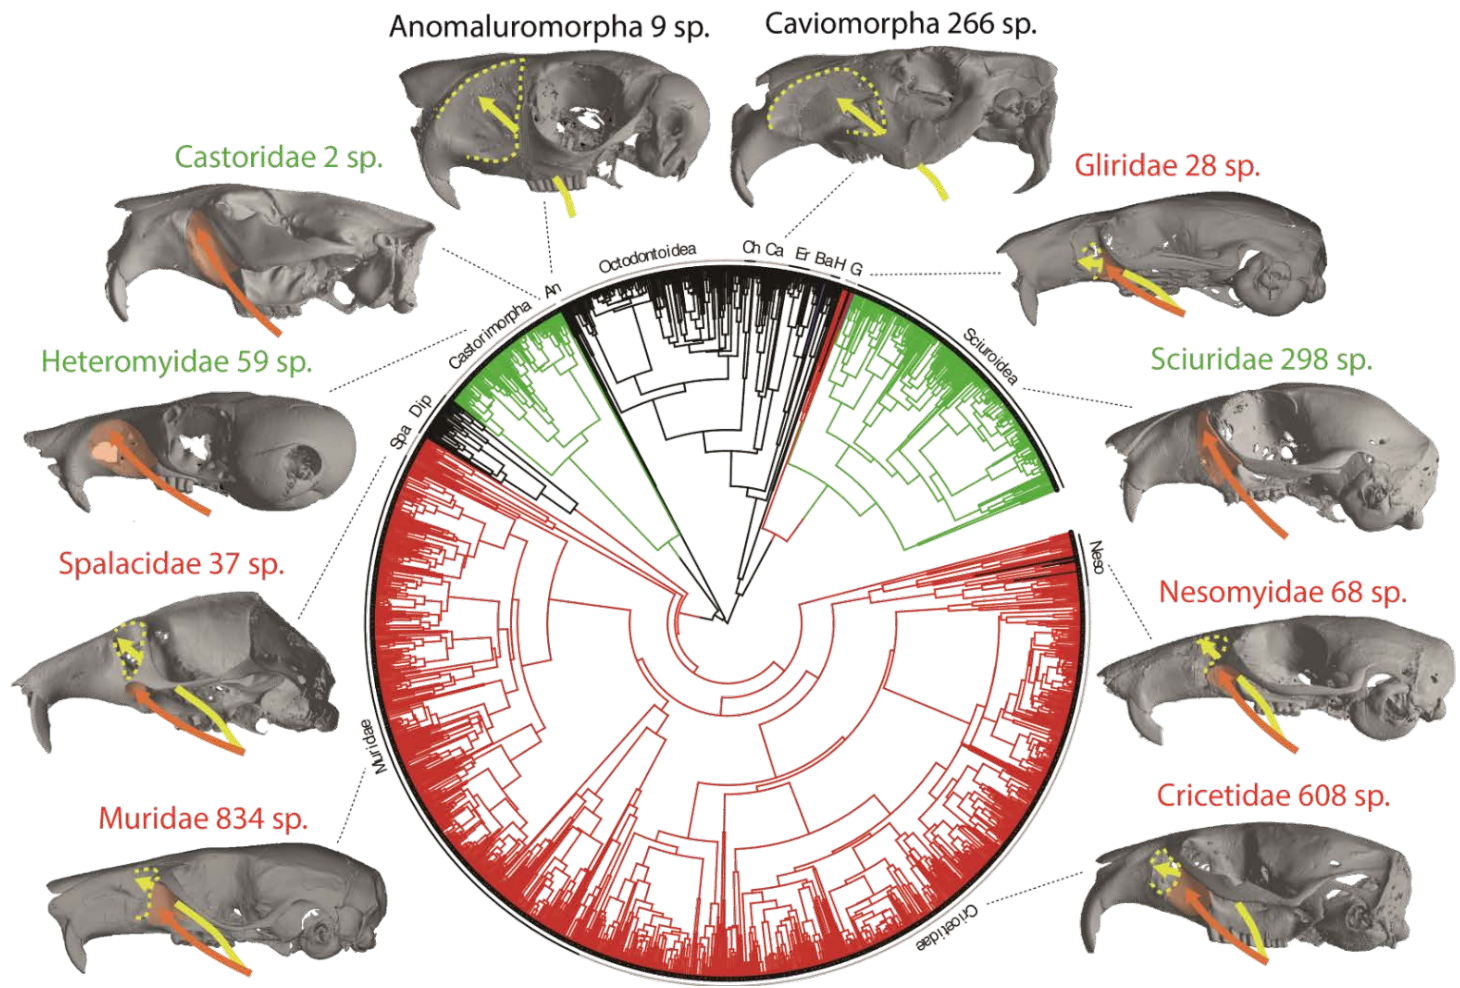 Anomaluromorpha 9 sp.
Caviomorpha 266 sp.
Castoridae 2 sp.
Gliridae 28 sp.
Octodontoidea
Ch Ca Er Ba H G
An
Castorimorpha
Sciuroidea
Heteromyidae 59 sp.
Sciuridae 298 sp.
Dip
Spa
Spalacidae 37 sp.
Neso
Nesomyidae 68 sp.
Muridae
Muridae 834 sp.
Cricetidae 608 sp.
Cricetidae